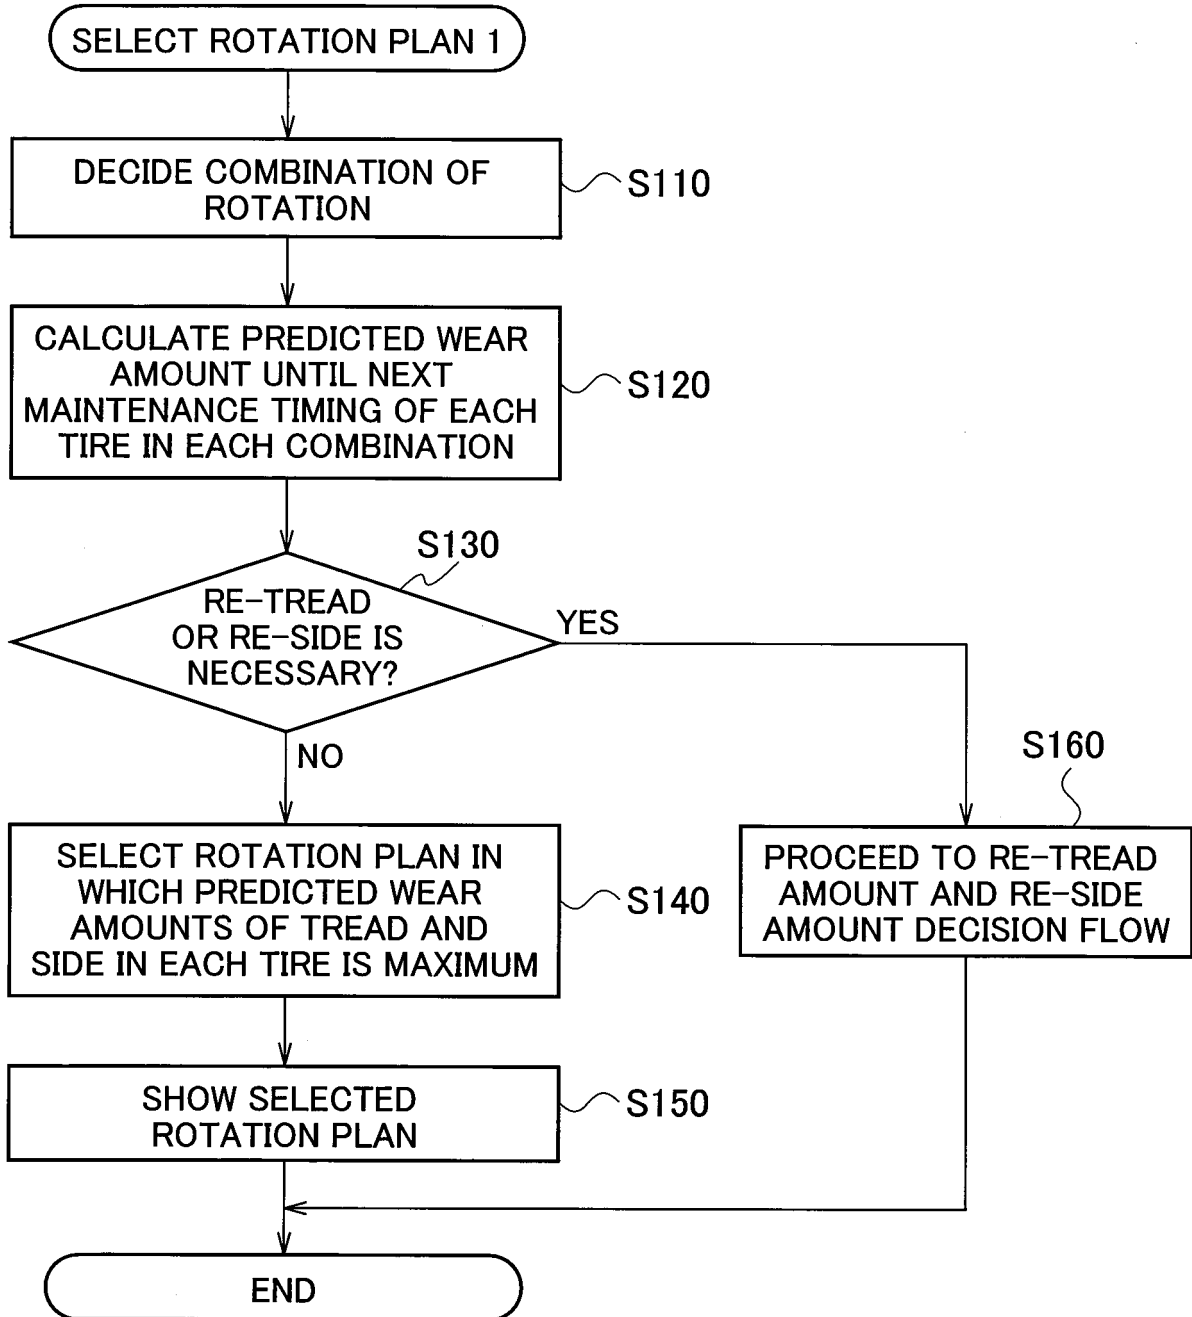 SELECT ROTATION PLAN 1
DECIDE COMBINATION OF
ROTATION
S110
CALCULATE PREDICTED WEAR
AMOUNT UNTIL NEXT
MAINTENANCE TIMING OF EACH
TIRE IN EACH COMBINATION
S120
S130
RE-TREAD
OR RE-SIDE IS
NECESSARY?
YES
NO
S160
SELECT ROTATION PLAN IN
WHICH PREDICTED WEAR
AMOUNTS OF TREAD AND
SIDE IN EACH TIRE IS MAXIMUM
S140
PROCEED TO RE-TREAD
AMOUNT AND RE-SIDE
AMOUNT DECISION FLOW
SHOW SELECTED
ROTATION PLAN
S150
END